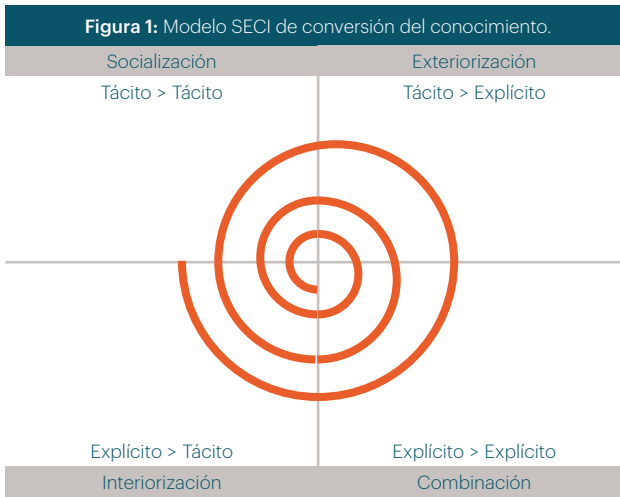 Figura 1: Modelo SECI de conversión del conocimiento.
Socialización
Exteriorización
Tácito > Tácito
Tácito > Explícito
Explícito > Tácito
Explícito > Explícito
Interiorización
Combinación